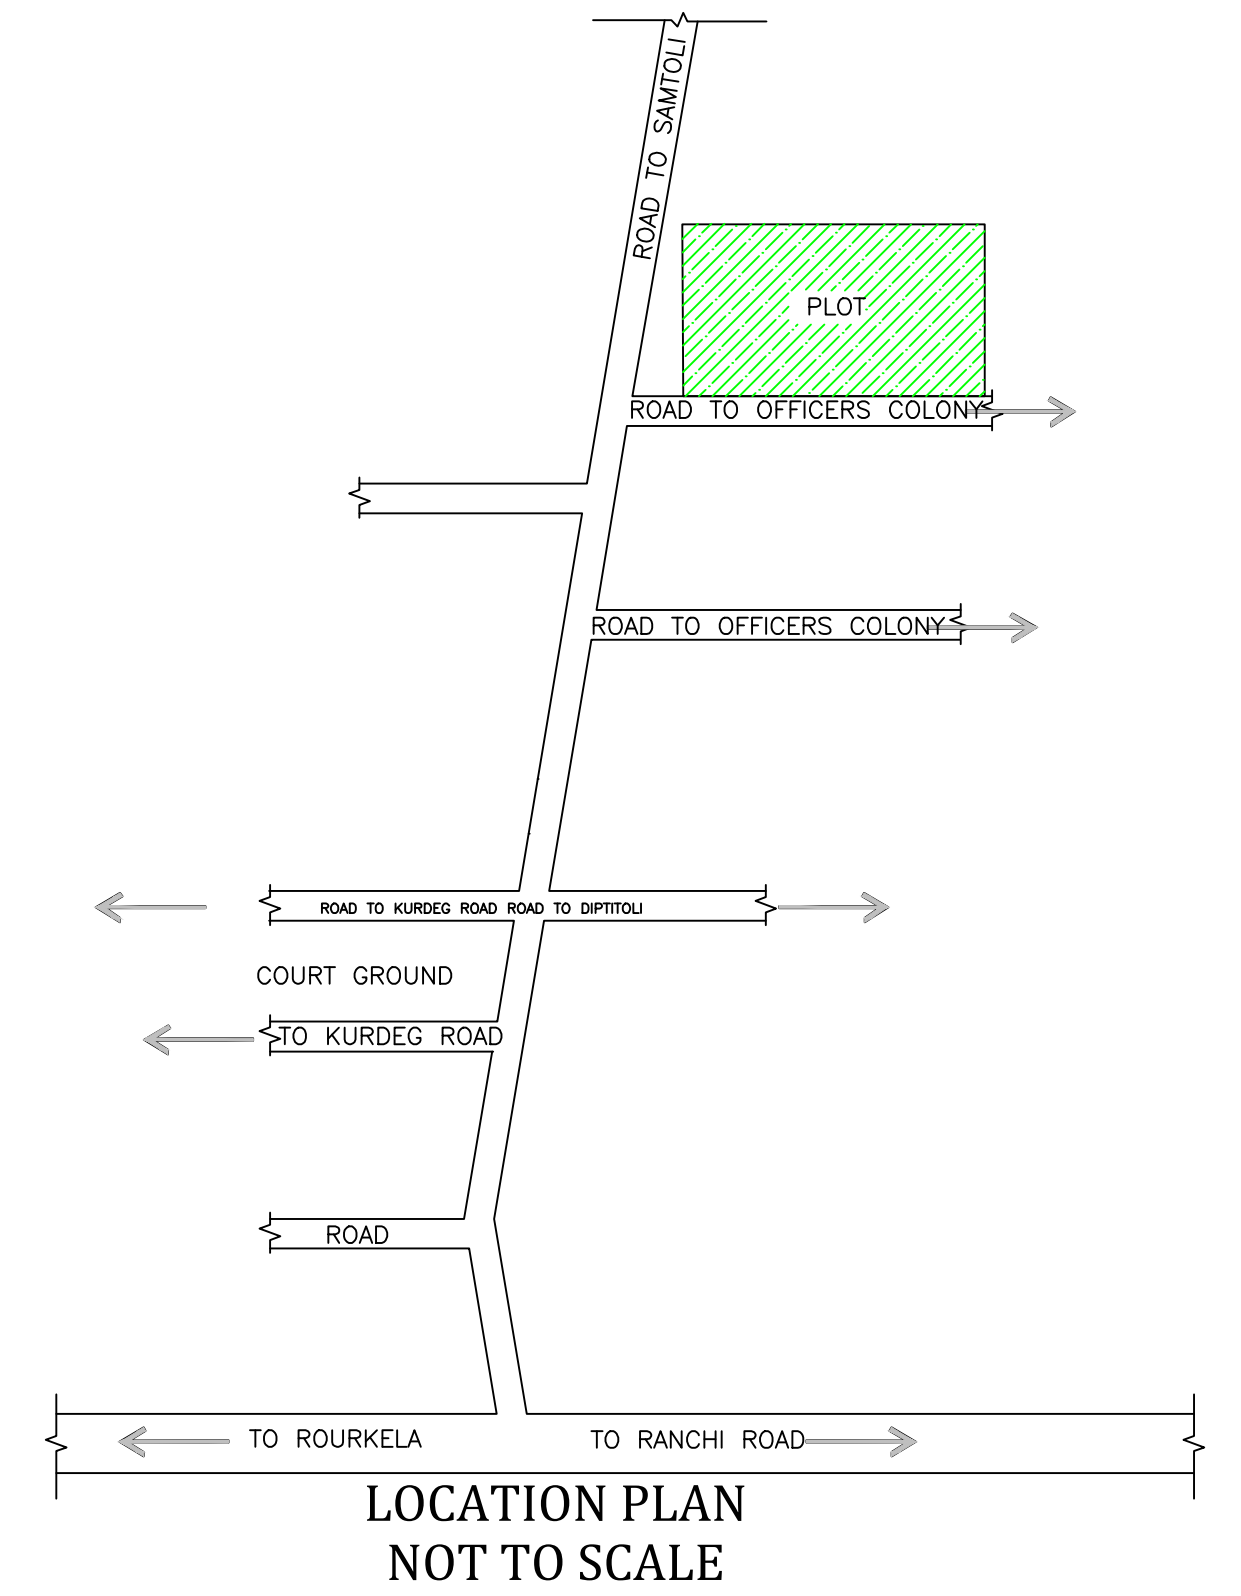 ROAD TO SAMTOLI
PLOT
ROAD TO OFFICERS COLONY
ROAD TO OFFICERS COLONY
ROAD TO KURDEG ROAD ROAD TO DIPTITOLI
COURT GROUND
TO KURDEG ROAD
ROAD
TO ROURKELA TO RANCHI ROAD
LOCATION PLAN
NOT TO SCALE